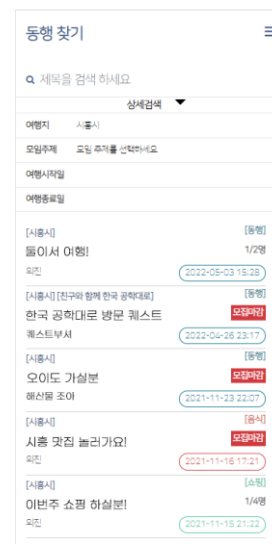 동행 찾기
제목을 검색 하세요
상세검색
여행지 시흥시
모임주제 모임 주제를 선택하세요
여행시작일
여행종료일
[시흥시] [동행]
둘이서 여행! 1/2명
의진 2022-05-03 15:28
[시흥시] [친구와 함께 한국 공학대로] [동행]
한국 공학대로 방문 퀘스트 모집마감
퀘스트부셔 2022-04-26 23:17
[시흥시] [동행]
오이도 가실분 모집마감
해산물 조아 2021-11-23 22:07
[시흥시] [음식]
시흥 맛집 놀러가요! 모집마감
의진 2021-11-16 17:21
[시흥시] [쇼핑]
이번주 쇼핑 하실분! 1/4명
의진 2021-11-15 21:22